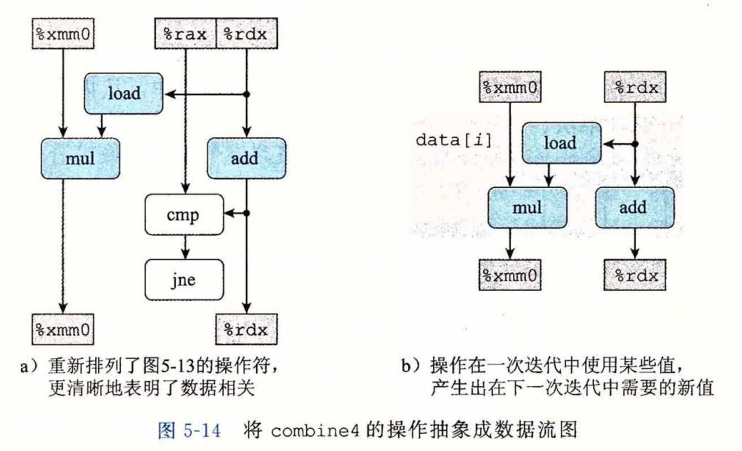 %xmm0 %rax %rdx
load
mul add
cmp
jne
%xmm0 %rdx
a）重新排列了图5-13的操作符，
更清晰地表明了数据相关
%xmm0 %rdx
data[i] load
mul add
%xmm0 %rdx
b）操作在一次迭代中使用某些值，
产生出在下一次迭代中需要的新值
图 5-14 将 combine4 的操作抽象成数据流图